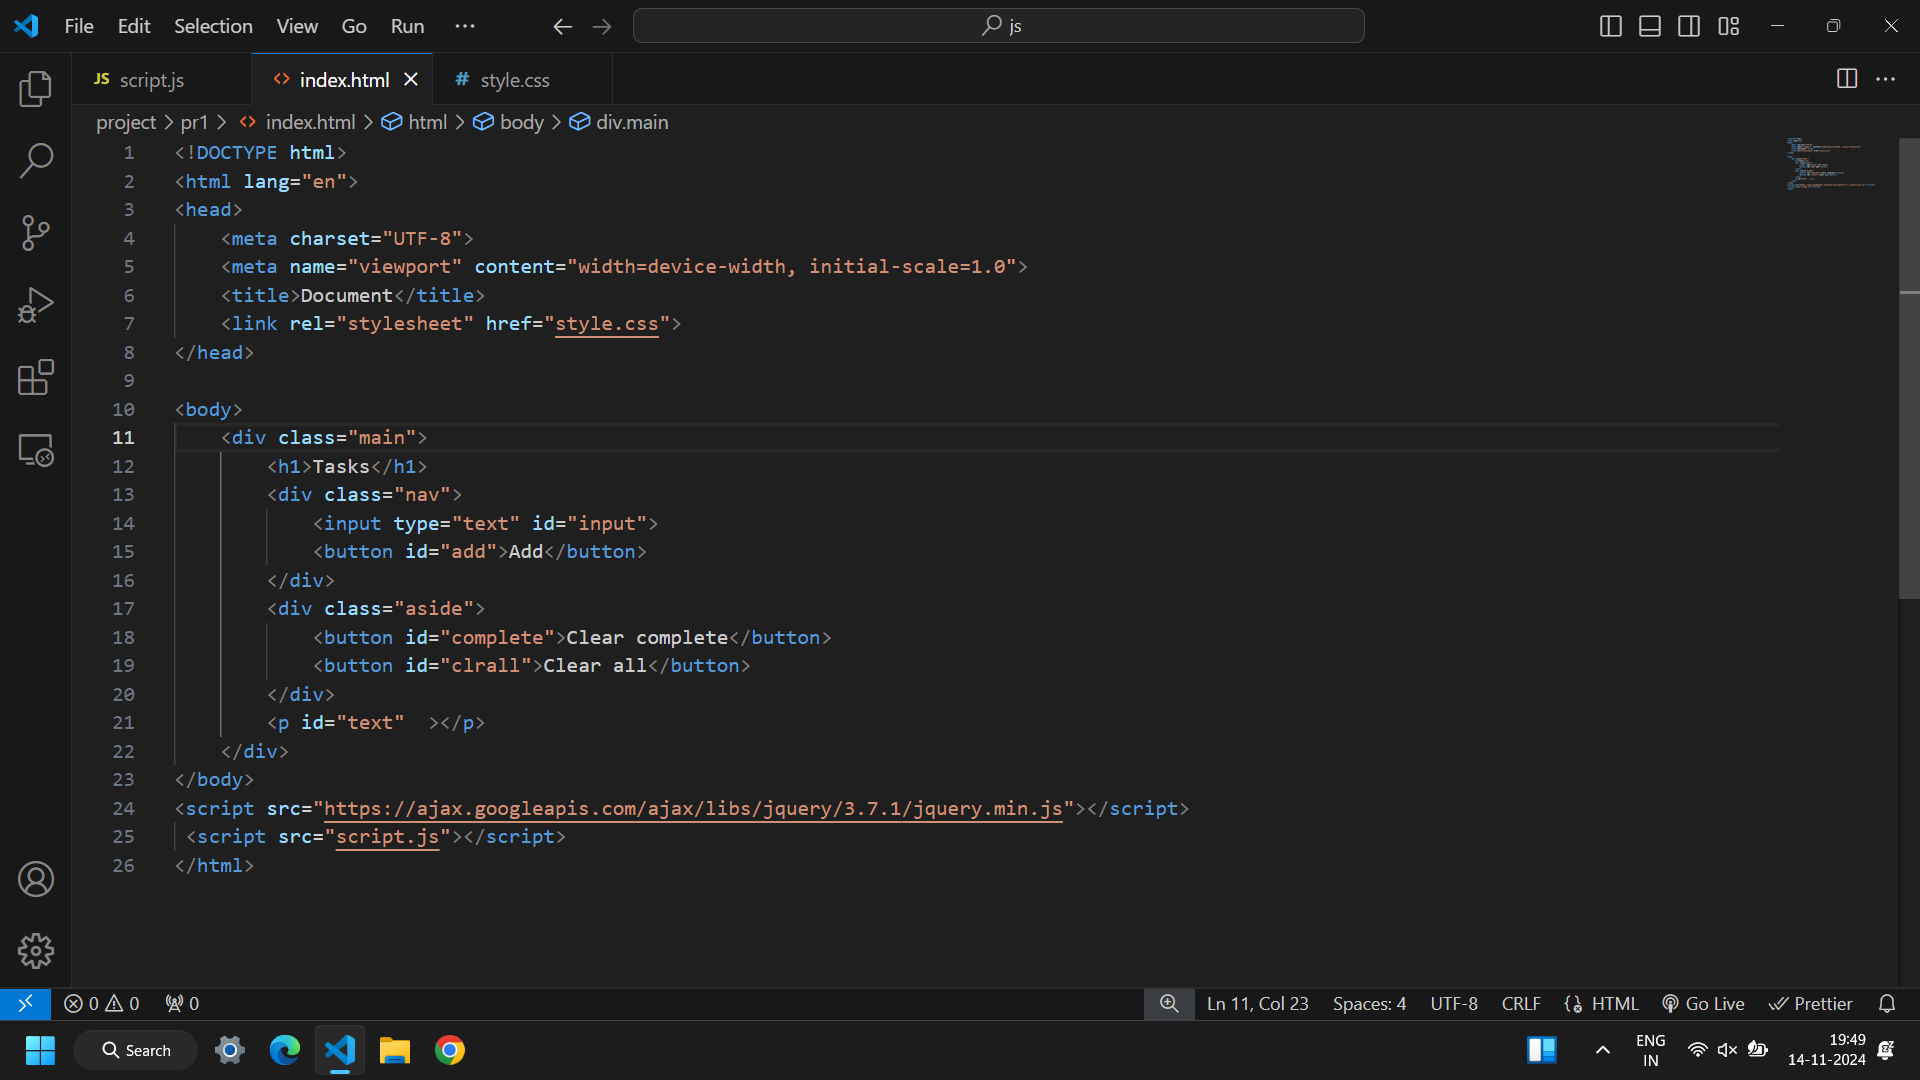 File Edit Selection View Go Run ··· js
JS script.js <> index.html # style.css
project > pr1 > <> index.html > html > body > div.main
1 <!DOCTYPE html>
2 <html lang="en">
3 <head>
4 <meta charset="UTF-8">
5 <meta name="viewport" content="width=device-width, initial-scale=1.0">
6 <title>Document</title>
7 <link rel="stylesheet" href="style.css">
8 </head>
9
10 <body>
11 <div class="main">
12 <h1>Tasks</h1>
13 <div class="nav">
14 <input type="text" id="input">
15 <button id="add">Add</button>
16 </div>
17 <div class="aside">
18 <button id="complete">Clear complete</button>
19 <button id="clrall">Clear all</button>
20 </div>
21 <p id="text"  ></p>
22 </div>
23 </body>
24 <script src="https://ajax.googleapis.com/ajax/libs/jquery/3.7.1/jquery.min.js"></script>
25 <script src="script.js"></script>
26 </html>
0 0 0 Ln 11, Col 23 Spaces: 4 UTF-8 CRLF HTML Go Live Prettier
Search ENG IN 19:49
14-11-2024